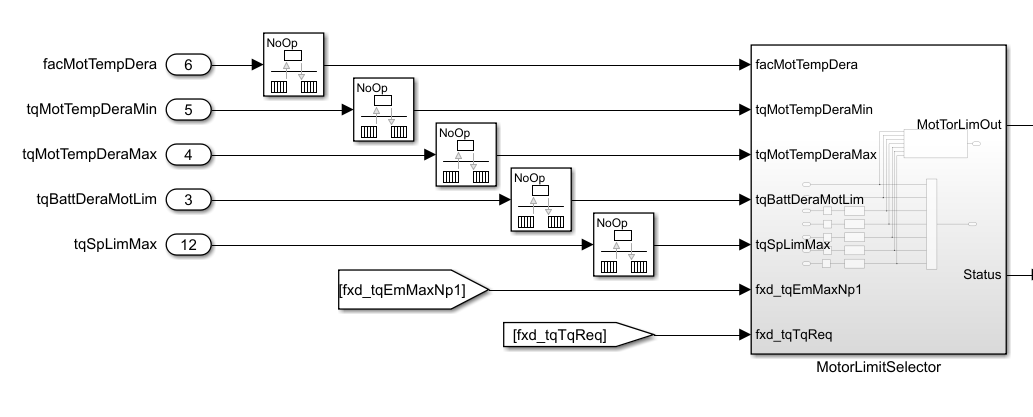 facMotTempDera 6 NoOp facMotTempDera
tqMotTempDeraMin 5 NoOp tqMotTempDeraMin
MotTorLimOut
tqMotTempDeraMax 4 NoOp tqMotTempDeraMax
tqBattDeraMotLim 3 NoOp tqBattDeraMotLim
tqSpLimMax 12 NoOp tqSpLimMax
Status
[fxd_tqEmMaxNp1] fxd_tqEmMaxNp1
[fxd_tqTqReq] fxd_tqTqReq
MotorLimitSelector